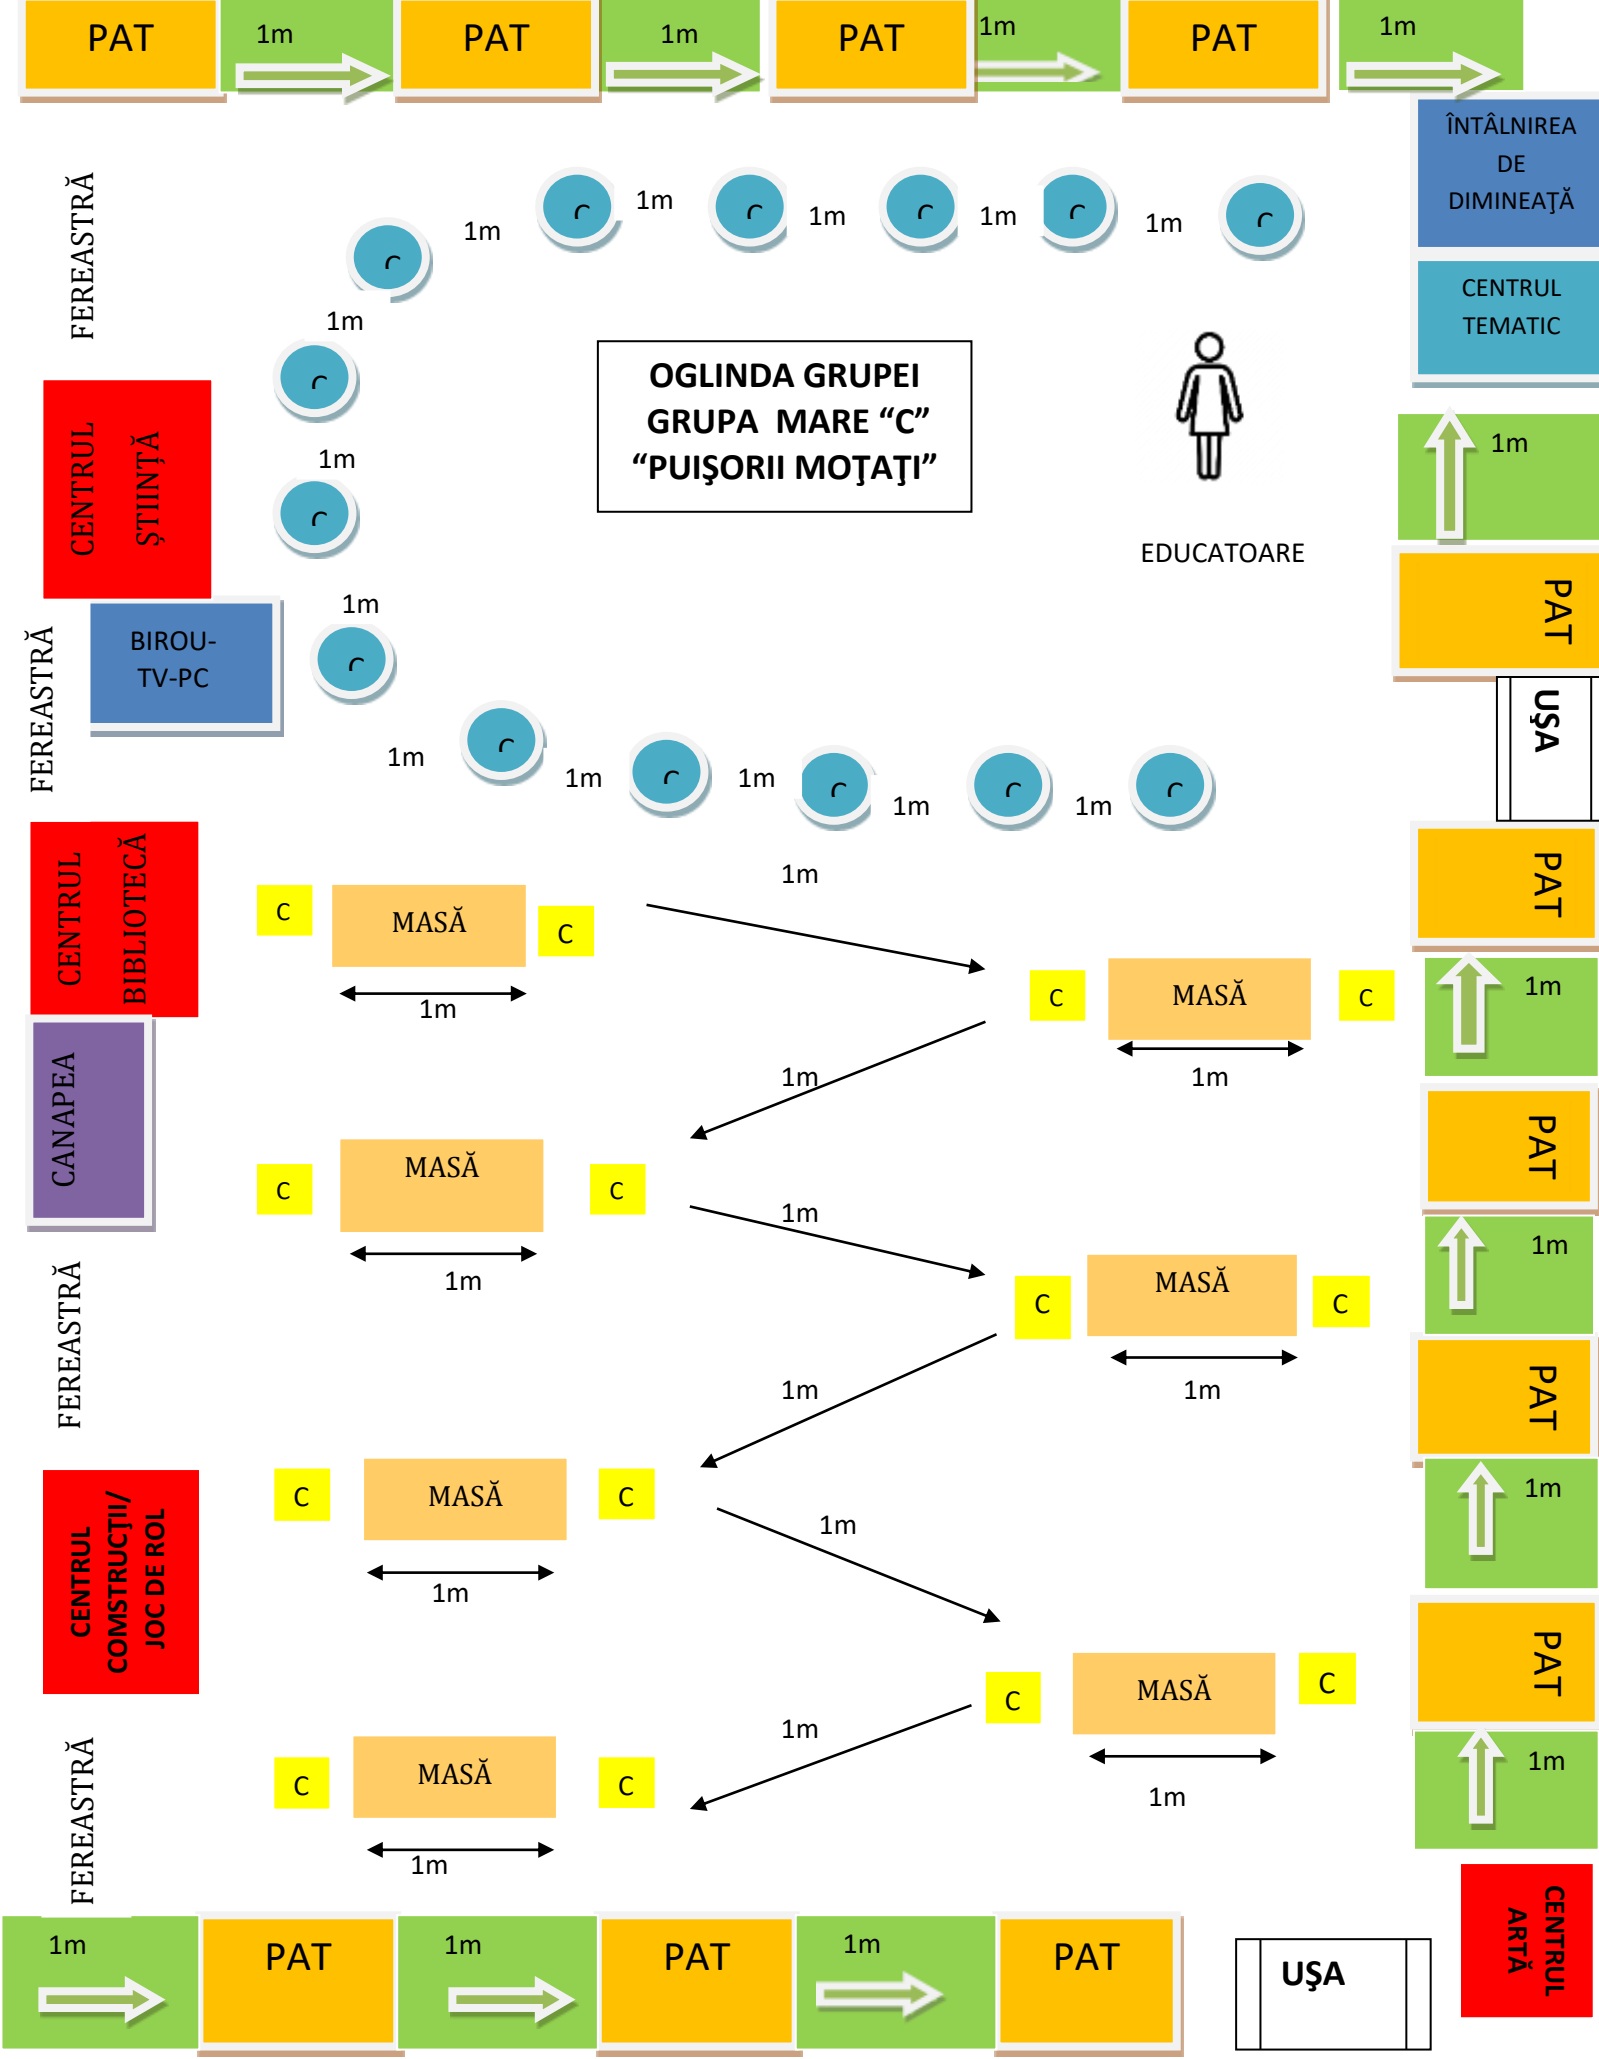 PAT
1m
PAT
1m
PAT
1m
PAT
1m
ÎNTÂLNIREA
DE
DIMINEAŢĂ
CENTRUL
TEMATIC
FEREASTRĂ
C
1m
C
1m
C
1m
C
1m
C
1m
C
1m
C
1m
C
1m
C
1m
C
1m
C
1m
C
1m
C
1m
C
OGLINDA GRUPEI
GRUPA MARE “C”
“PUIŞORII MOŢAŢI”
EDUCATOARE
1m
PAT
UŞA
CENTRUL
ŞTIINŢĂ
BIROU-
TV-PC
FEREASTRĂ
CENTRUL
BIBLIOTECĂ
CANAPEA
C
MASĂ
C
1m
1m
C
MASĂ
C
1m
1m
PAT
1m
PAT
1m
C
MASĂ
C
1m
1m
C
MASĂ
C
1m
1m
PAT
1m
FEREASTRĂ
CENTRUL
COMSTRUCŢII/
JOC DE ROL
C
MASĂ
C
1m
1m
C
MASĂ
C
1m
1m
PAT
1m
FEREASTRĂ
C
MASĂ
C
1m
CENTRUL
ARTĂ
1m
PAT
1m
PAT
1m
PAT
UŞA